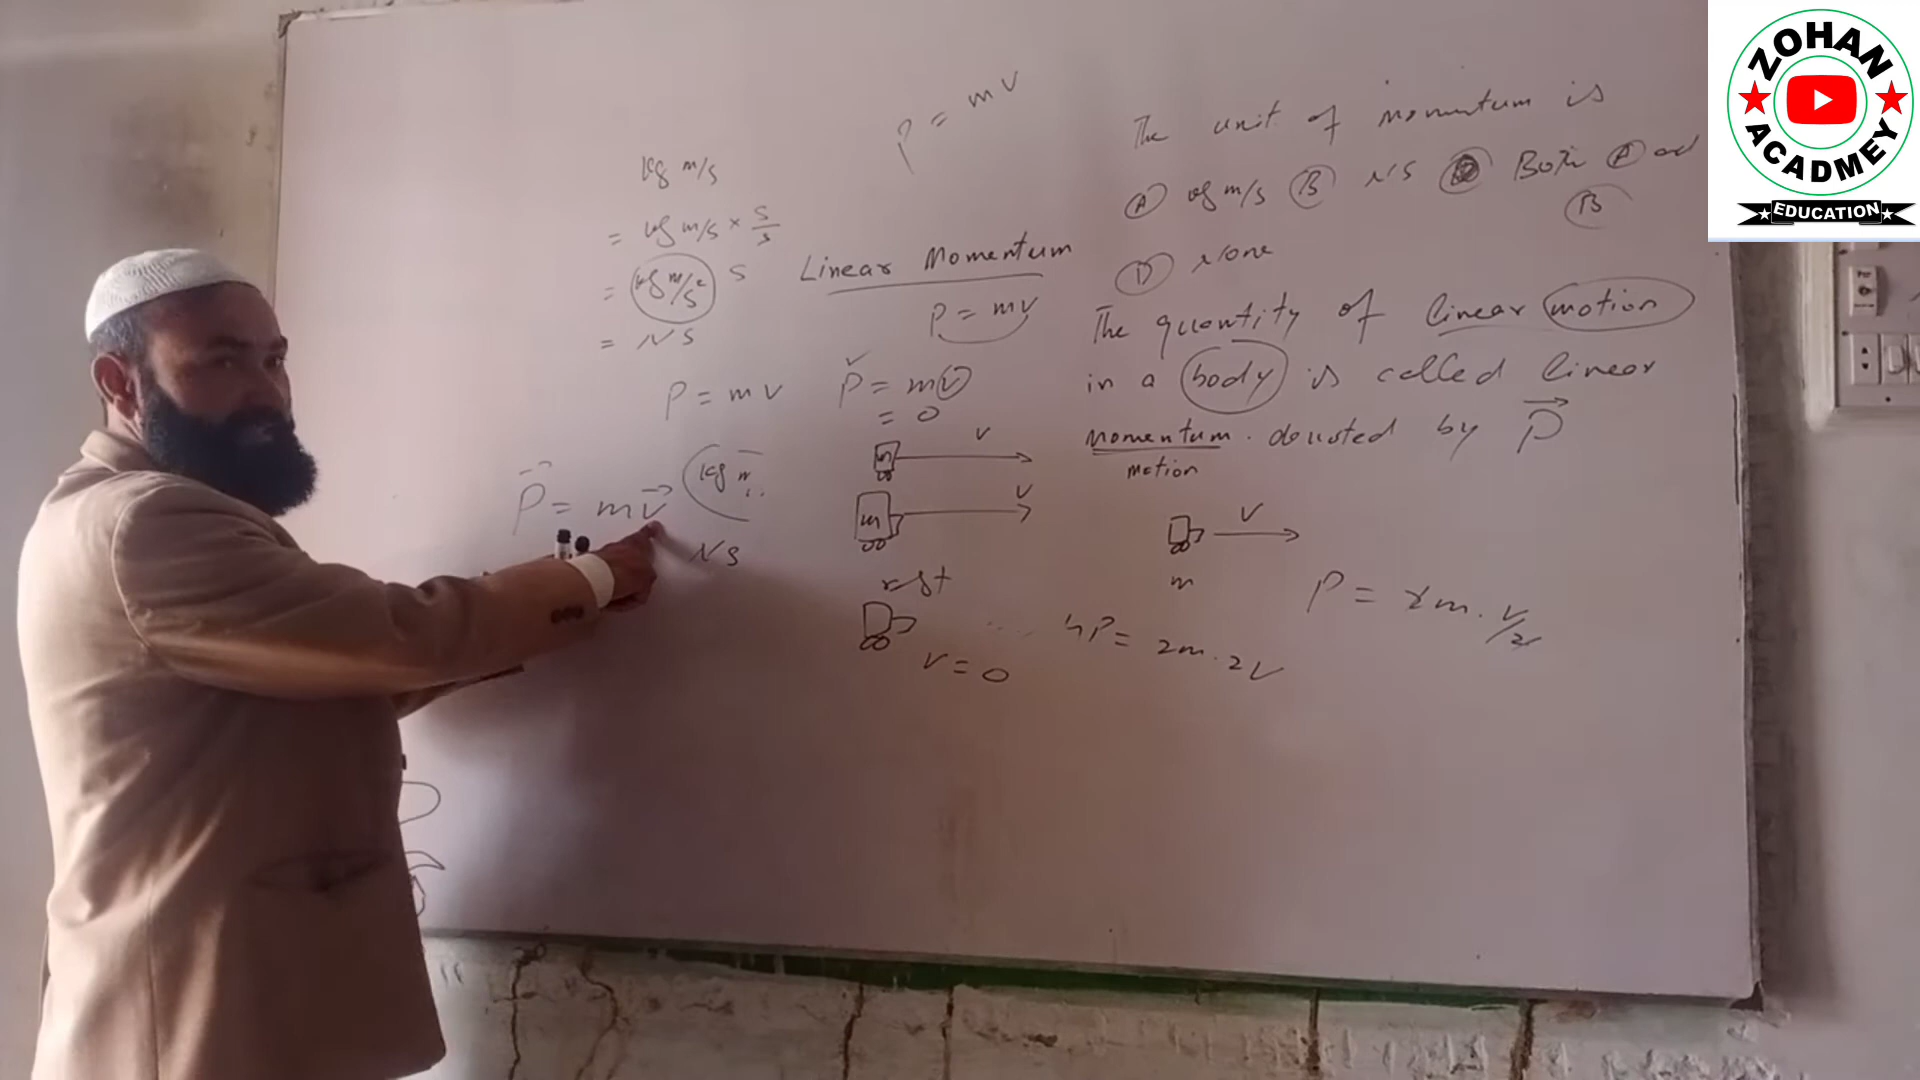 ZOHAN
ACADMEY
EDUCATION
P = mv
kg m/s
= kg m/s × s/s
= kg m/s² s
= NS
Linear Momentum
P = mv
P = mv
P = mv
= 0
P = mv
kg m
NS
v
m
v
m
rest
v = 0
The unit of momentum is
A kg m/s B NS Both A and
B
D None
The quantity of linear motion
in a body is called linear
momentum. denoted by P
motion
v
m
4P = 2m . 2v
P = 2m . v/2